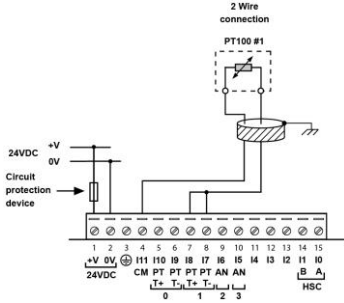 2 Wire
connection
PT100 #1
24VDC +V
0V
Circuit
protection
device
1 2 3 4 5 6 7 8 9 10 11 12 13 14 15
+V 0V I11 I10 I9 I8 I7 I6 I5 I4 I3 I2 I1 I0
24VDC CM PT PT PT PT AN AN B A
T+ T- T+ T- 2 3 HSC
0 1